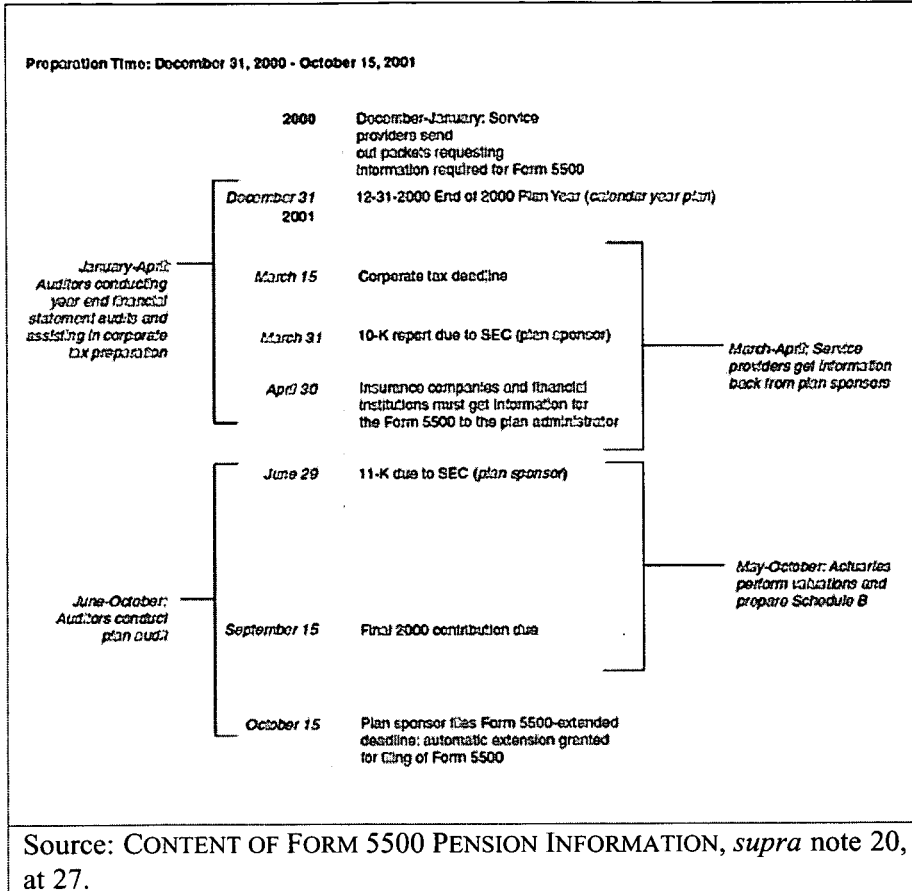 Preparation Time: December 31, 2000 - October 15, 2001
2000 December-January: Service
providers send
out packets requesting
information required for Form 5500
December 31 12-31-2000 End of 2000 Plan Year (calendar year plan)
2001
January-April:
Auditors conducting
year end financial
statement audits and
assisting in corporate
tax preparation
March 15 Corporate tax deadline
March 31 10-K report due to SEC (plan sponsor)
April 30 Insurance companies and financial
institutions must get information for
the Form 5500 to the plan administrator
March-April: Service
providers get information
back from plan sponsors
June 29 11-K due to SEC (plan sponsor)
May-October: Actuaries
perform valuations and
prepare Schedule B
June-October:
Auditors conduct
plan audit
September 15 Final 2000 contribution due
October 15 Plan sponsor files Form 5500-extended
deadline; automatic extension granted
for filing of Form 5500
Source: CONTENT OF FORM 5500 PENSION INFORMATION, supra note 20,
at 27.